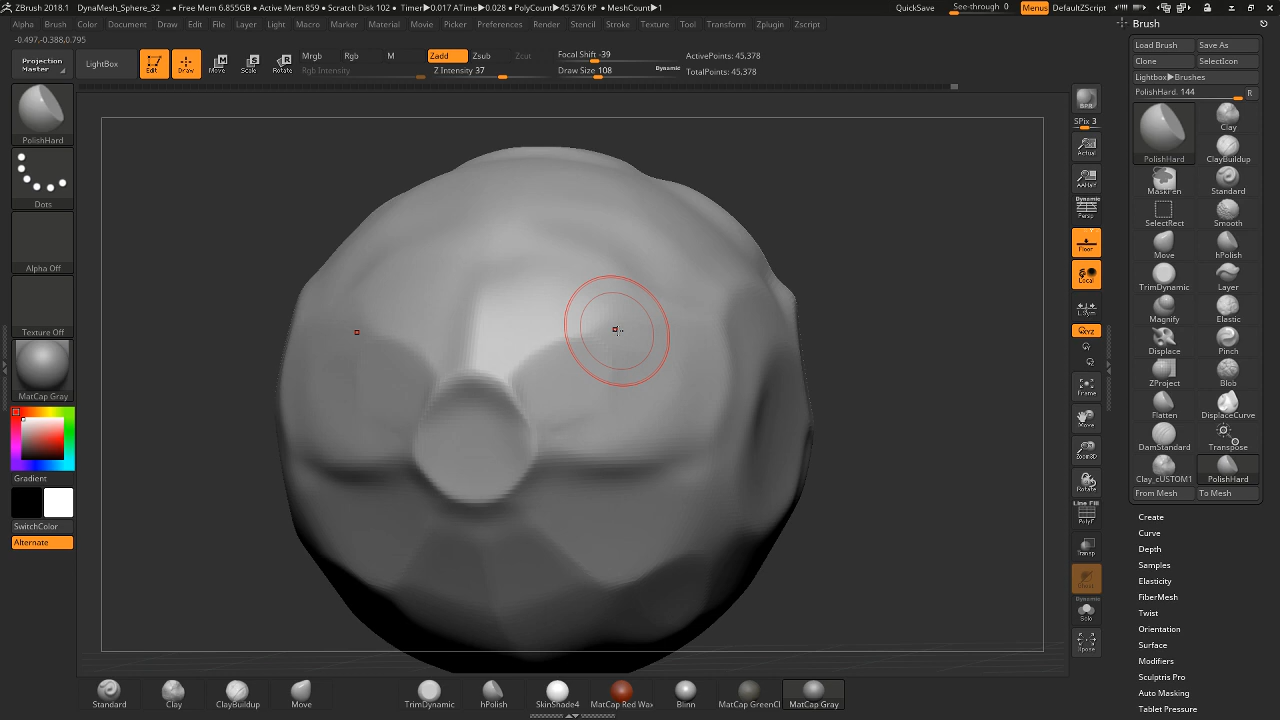 ZBrush 2018.1 DynaMesh_Sphere_32 ... ● Free Mem 6.855GB ● Active Mem 859 ● Scratch Disk 102 ● Timer▶0.017 ATime▶0.028 ● PolyCount▶45.376 KP ● MeshCount▶1 QuickSave See-through 0 Menus DefaultZScript
Alpha Brush Color Document Draw Edit File Layer Light Macro Marker Material Movie Picker Preferences Render Stencil Stroke Texture Tool Transform Zplugin Zscript
-0.497,-0.388,0.795
Projection Master
LightBox
Edit
Draw
Move
Scale
Rotate
Mrgb Rgb M
Rgb Intensity
Zadd Zsub Zcut
Z Intensity 37
Focal Shift -39
Draw Size 108
Dynamic
ActivePoints: 45.378
TotalPoints: 45.378
PolishHard
Dots
Alpha Off
Texture Off
MatCap Gray
Gradient
SwitchColor
Alternate
BPR
SPix 3
Actual
AAHalf
Dynamic
Persp
Floor
Local
L.Sym
XYZ
Frame
Move
Zoom3D
Rotate
Line Fill
PolyF
Transp
Ghost
Dynamic
Solo
Xpose
Brush
Load Brush Save As
Clone SelectIcon
Lightbox▶Brushes
PolishHard. 144 R
PolishHard Clay
ClayBuildup
MaskPen Standard
SelectRect Smooth
Move hPolish
TrimDynamic Layer
Magnify Elastic
Displace Pinch
ZProject Blob
Flatten DisplaceCurve
DamStandard Transpose
Clay_cUSTOM1 PolishHard
From Mesh To Mesh
Create
Curve
Depth
Samples
Elasticity
FiberMesh
Twist
Orientation
Surface
Modifiers
Sculptris Pro
Auto Masking
Tablet Pressure
Standard Clay ClayBuildup Move TrimDynamic hPolish SkinShade4 MatCap Red Wax Blinn MatCap GreenCl MatCap Gray